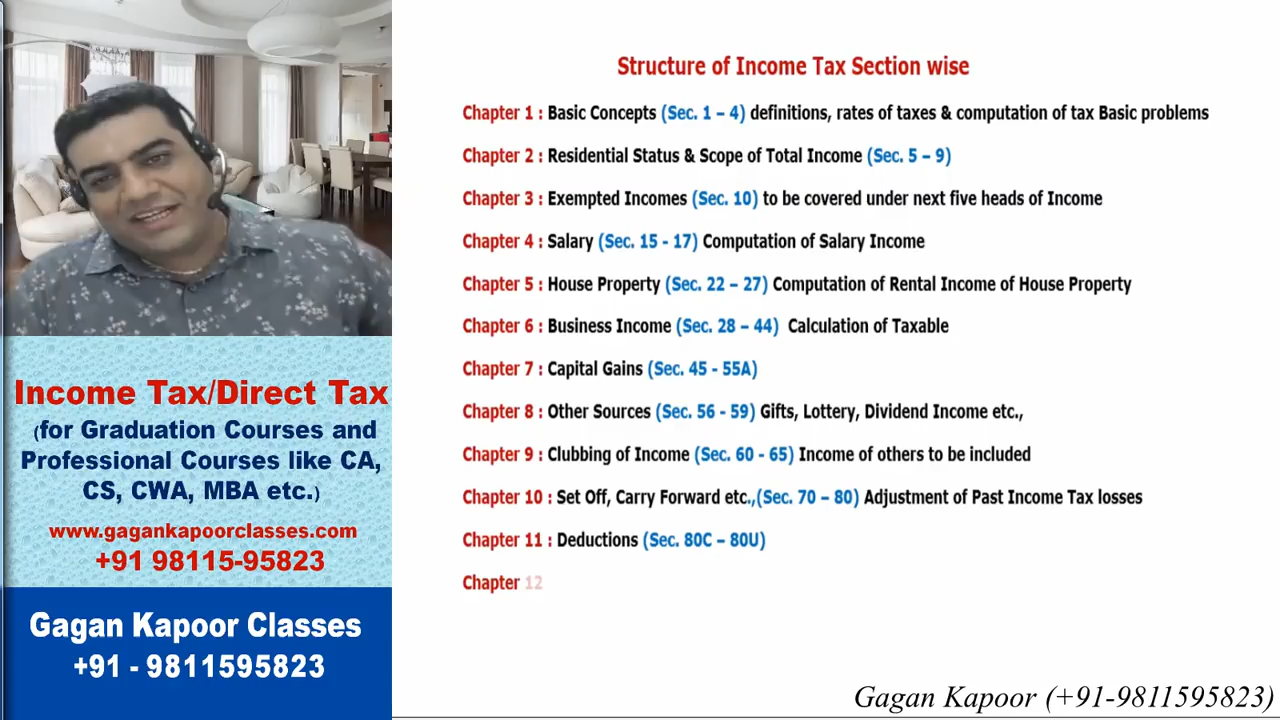 Structure of Income Tax Section wise
Chapter 1 : Basic Concepts (Sec. 1 – 4) definitions, rates of taxes & computation of tax Basic problems
Chapter 2 : Residential Status & Scope of Total Income (Sec. 5 – 9)
Chapter 3 : Exempted Incomes (Sec. 10) to be covered under next five heads of Income
Chapter 4 : Salary (Sec. 15 - 17) Computation of Salary Income
Chapter 5 : House Property (Sec. 22 – 27) Computation of Rental Income of House Property
Chapter 6 : Business Income (Sec. 28 – 44) Calculation of Taxable
Chapter 7 : Capital Gains (Sec. 45 - 55A)
Chapter 8 : Other Sources (Sec. 56 - 59) Gifts, Lottery, Dividend Income etc.,
Chapter 9 : Clubbing of Income (Sec. 60 - 65) Income of others to be included
Chapter 10 : Set Off, Carry Forward etc.,(Sec. 70 – 80) Adjustment of Past Income Tax losses
Chapter 11 : Deductions (Sec. 80C – 80U)
Chapter 12
Income Tax/Direct Tax
(for Graduation Courses and
Professional Courses like CA,
CS, CWA, MBA etc.)
www.gagankapoorclasses.com
+91 98115-95823
Gagan Kapoor Classes
+91 - 9811595823
Gagan Kapoor (+91-9811595823)